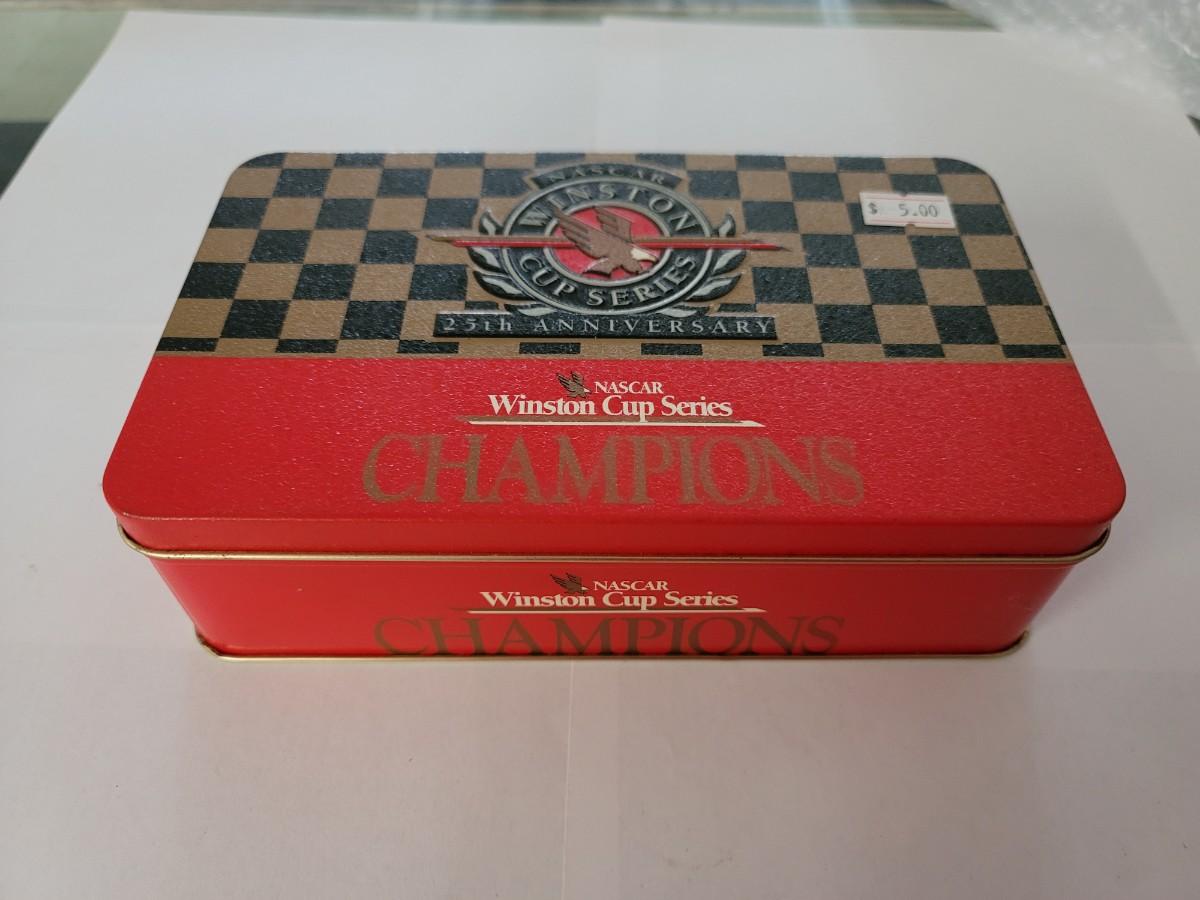 NASCAR
WINSTON
CUP SERIES
25th ANNIVERSARY
$ 5.00
NASCAR
Winston Cup Series
CHAMPIONS
NASCAR
Winston Cup Series
CHAMPIONS